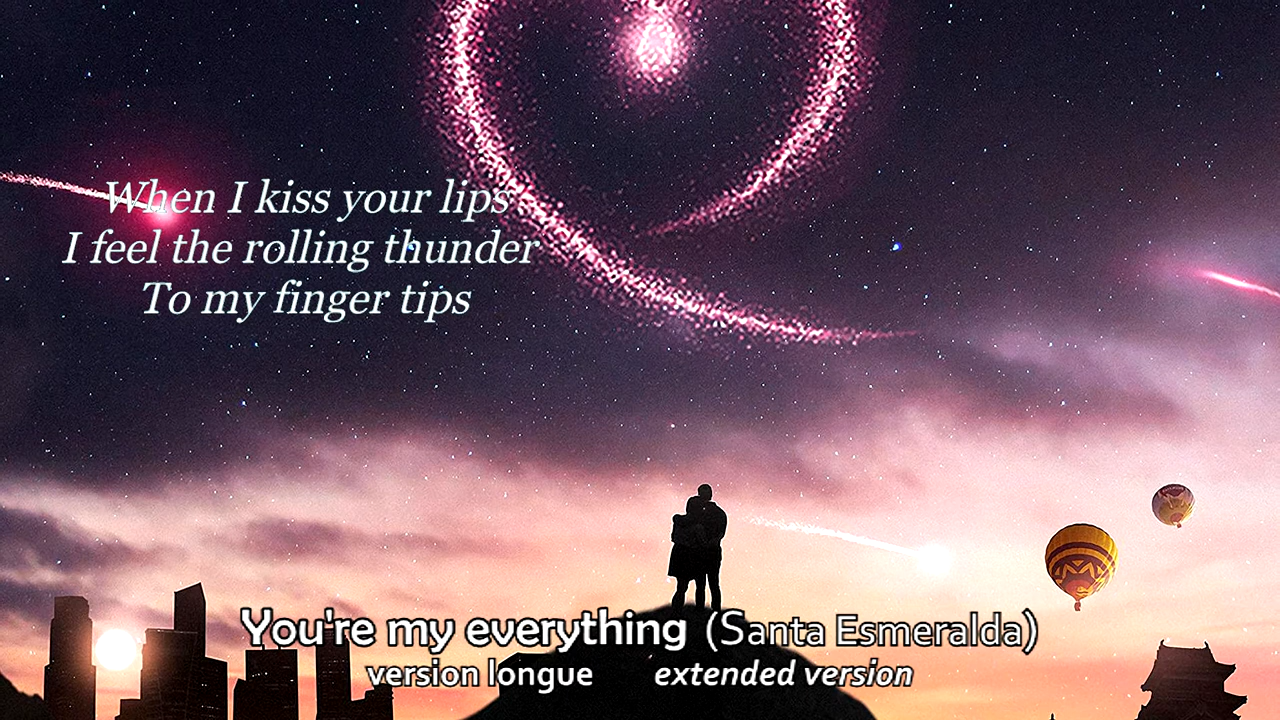 When I kiss your lips
I feel the rolling thunder
To my finger tips
You're my everything (Santa Esmeralda)
version longue extended version